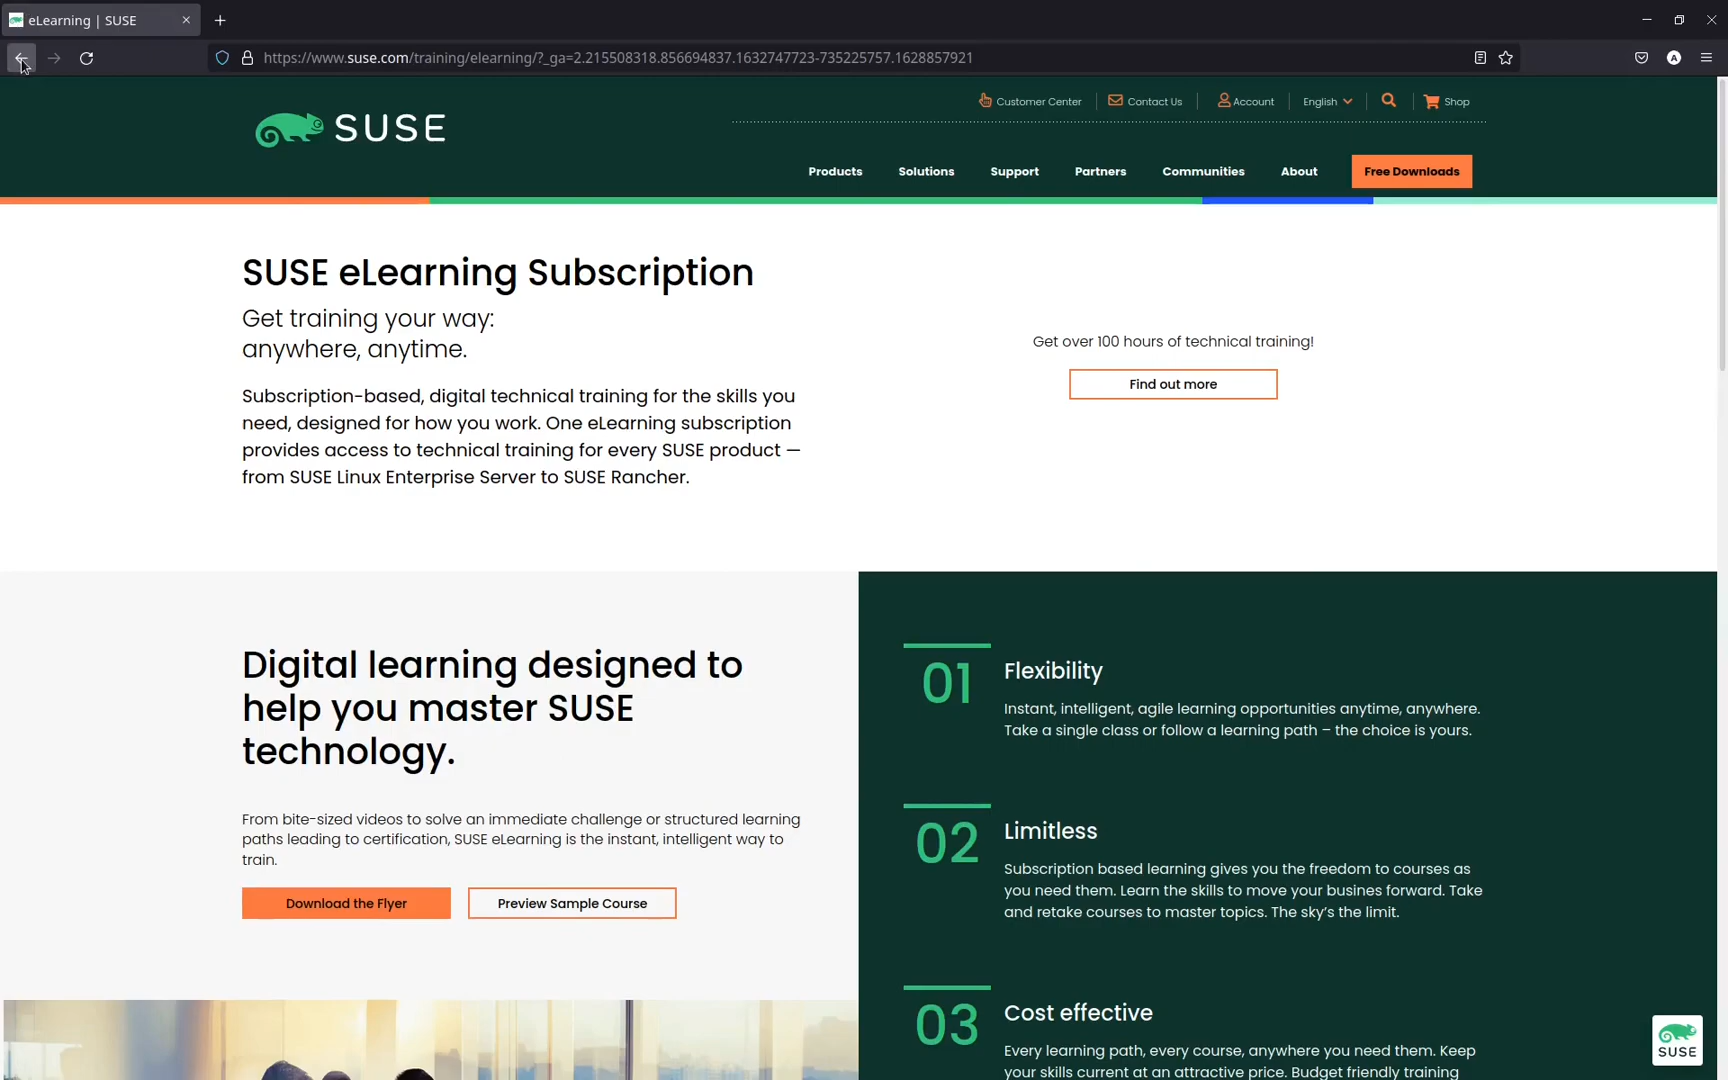 eLearning | SUSE
https://www.suse.com/training/elearning/?_ga=2.215508318.856694837.1632747723-735225757.1628857921
A
Customer Center
Contact Us
Account
English
Shop
SUSE
Products
Solutions
Support
Partners
Communities
About
Free Downloads
SUSE eLearning Subscription
Get training your way:
anywhere, anytime.
Subscription-based, digital technical training for the skills you
need, designed for how you work. One eLearning subscription
provides access to technical training for every SUSE product —
from SUSE Linux Enterprise Server to SUSE Rancher.
Get over 100 hours of technical training!
Find out more
Digital learning designed to
help you master SUSE
technology.
From bite-sized videos to solve an immediate challenge or structured learning
paths leading to certification, SUSE eLearning is the instant, intelligent way to
train.
Download the Flyer
Preview Sample Course
01
Flexibility
Instant, intelligent, agile learning opportunities anytime, anywhere.
Take a single class or follow a learning path – the choice is yours.
02
Limitless
Subscription based learning gives you the freedom to courses as
you need them. Learn the skills to move your busines forward. Take
and retake courses to master topics. The sky’s the limit.
03
Cost effective
Every learning path, every course, anywhere you need them. Keep
your skills current at an attractive price. Budget friendly training
SUSE